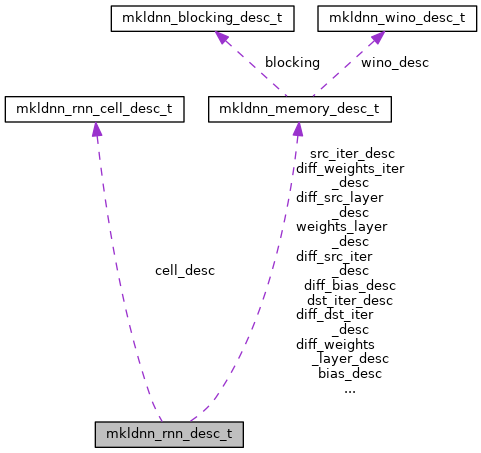 mkldnn_blocking_desc_t
mkldnn_wino_desc_t
blocking
wino_desc
mkldnn_rnn_cell_desc_t
mkldnn_memory_desc_t
src_iter_desc
diff_weights_iter
_desc
diff_src_layer
_desc
weights_layer
_desc
diff_src_iter
_desc
diff_bias_desc
dst_iter_desc
diff_dst_iter
_desc
diff_weights
_layer_desc
bias_desc
...
cell_desc
mkldnn_rnn_desc_t